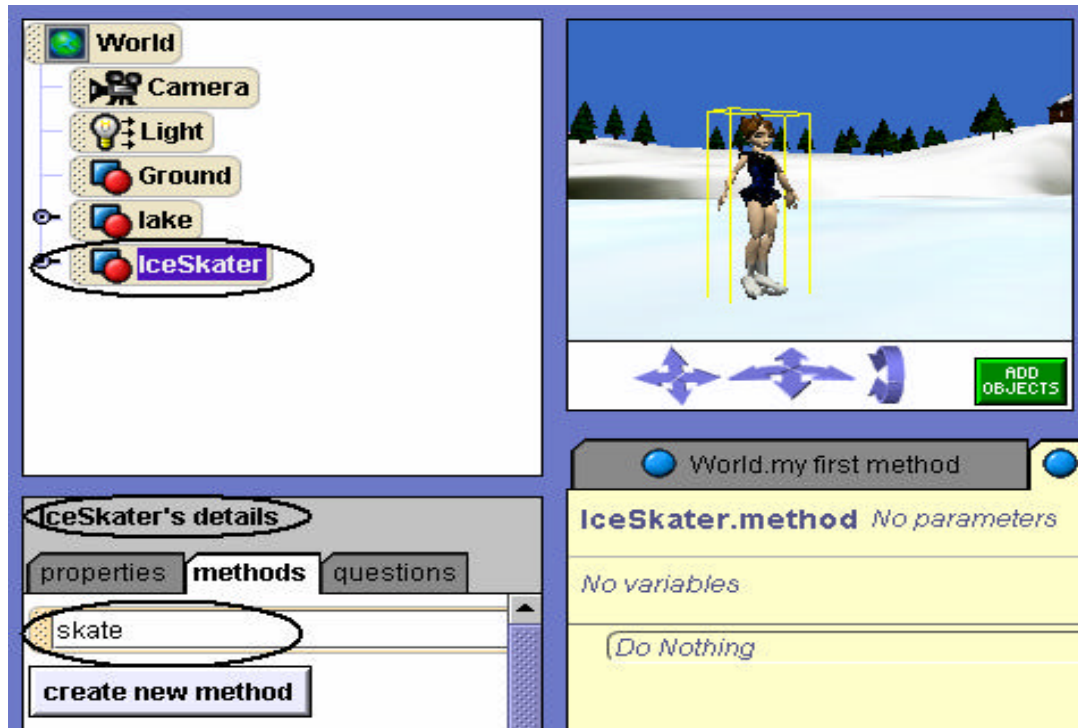 World
Camera
Light
Ground
lake
IceSkater
ADD
OBJECTS
IceSkater's details
properties methods questions
skate
create new method
World.my first method
IceSkater.method No parameters
No variables
Do Nothing